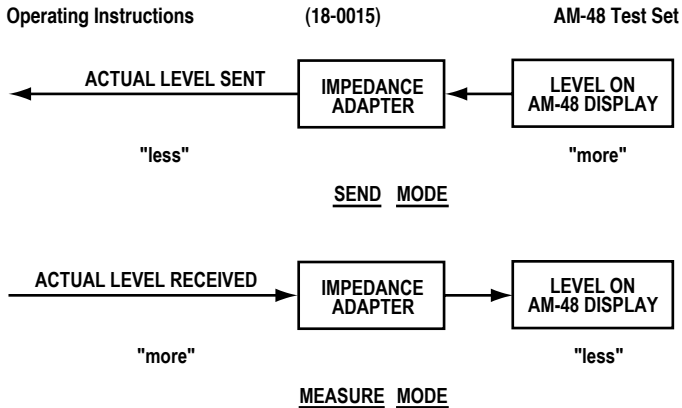 Operating Instructions (18-0015) AM-48 Test Set
ACTUAL LEVEL SENT
IMPEDANCE
ADAPTER
LEVEL ON
AM-48 DISPLAY
"less" "more"
SEND MODE
ACTUAL LEVEL RECEIVED
IMPEDANCE
ADAPTER
LEVEL ON
AM-48 DISPLAY
"more" "less"
MEASURE MODE